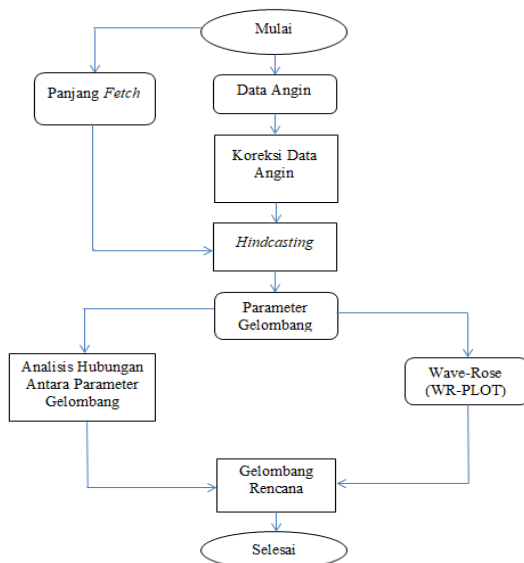 Mulai
Panjang Fetch
Data Angin
Koreksi Data
Angin
Hindcasting
Parameter
Gelombang
Analisis Hubungan
Antara Parameter
Gelombang
Wave-Rose
(WR-PLOT)
Gelombang
Rencana
Selesai